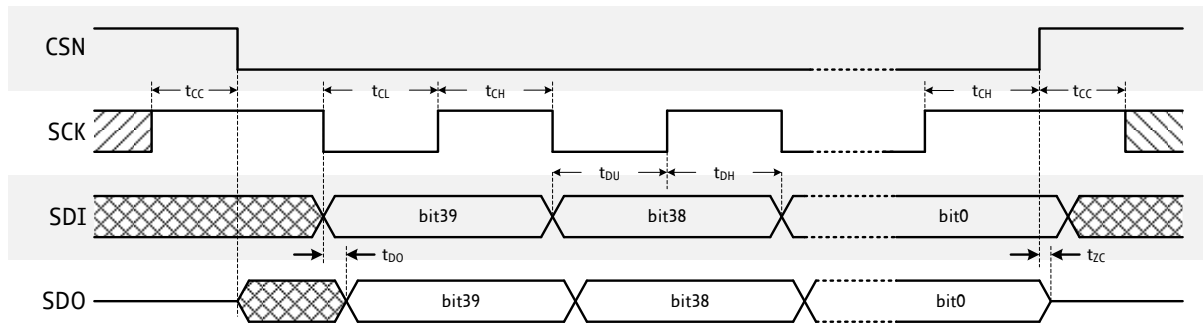 CSN
tCC tCL tCH tCH tCC
SCK
tDU tDH
SDI bit39 bit38 bit0
tDO tZC
SDO bit39 bit38 bit0